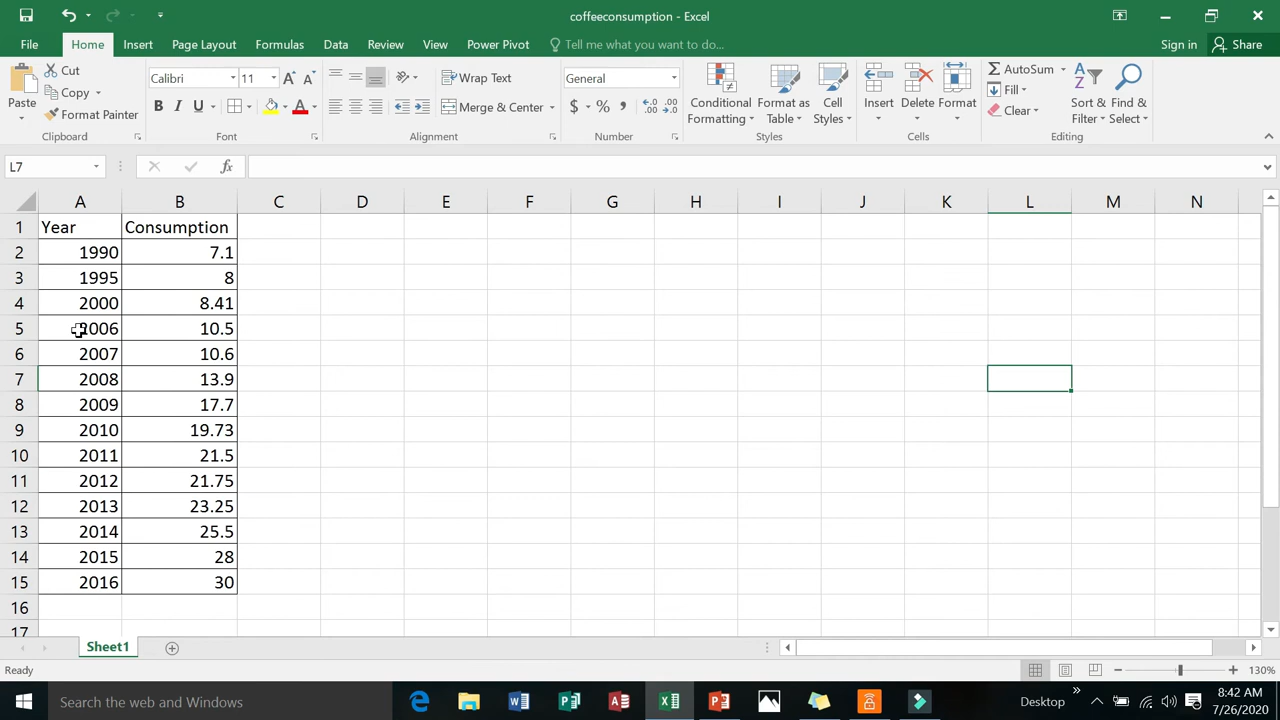 coffeeconsumption - Excel
File Home Insert Page Layout Formulas Data Review View Power Pivot Tell me what you want to do... Sign in Share
Paste
Cut
Copy
Format Painter
Clipboard
Calibri 11
B I U
Font
Wrap Text
Merge & Center
Alignment
General
$ % ,
Number
Conditional Formatting
Format as Table
Cell Styles
Styles
Insert
Delete
Format
Cells
AutoSum
Fill
Clear
Sort & Filter
Find & Select
Editing
L7 fx
A B C D E F G H I J K L M N
1 Year Consumption
2 1990 7.1
3 1995 8
4 2000 8.41
5 2006 10.5
6 2007 10.6
7 2008 13.9
8 2009 17.7
9 2010 19.73
10 2011 21.5
11 2012 21.75
12 2013 23.25
13 2014 25.5
14 2015 28
15 2016 30
16
17
Sheet1
Ready 130%
Search the web and Windows
Desktop
8:42 AM
7/26/2020